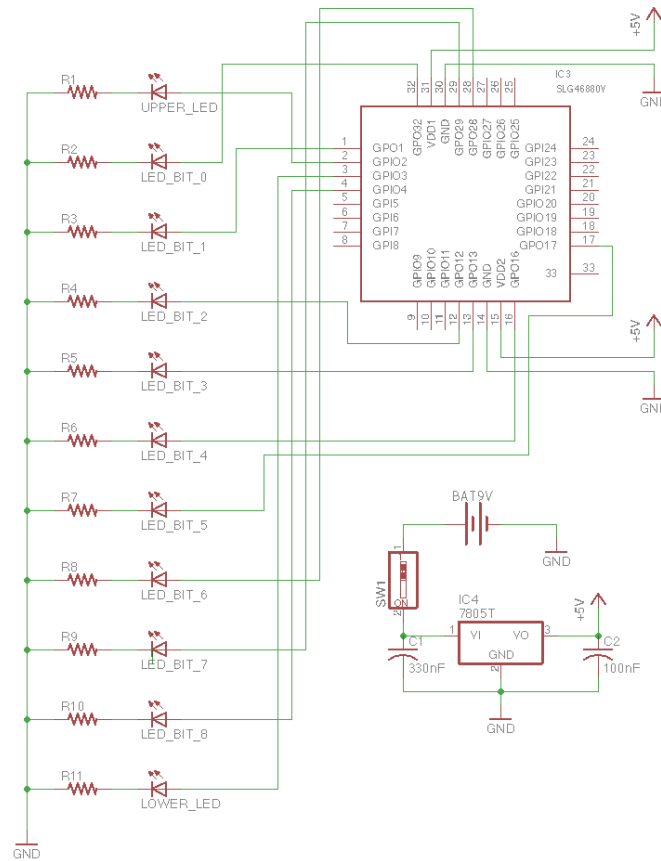 +5V
IC3
SLG46880V
GND
32
31
30
29
28
27
26
25
GPO32
VDD1
GND
GPO29
GPO28
GPIO27
GPIO26
GPIO25
R1
UPPER_LED
R2
LED_BIT_0
R3
LED_BIT_1
R4
LED_BIT_2
R5
LED_BIT_3
R6
LED_BIT_4
R7
LED_BIT_5
R8
LED_BIT_6
R9
LED_BIT_7
R10
LED_BIT_8
R11
LOWER_LED
GND
1 GPO1
2 GPIO2
3 GPIO3
4 GPIO4
5 GPI5
6 GPI6
7 GPI7
8 GPI8
GPI24 24
GPI23 23
GPI22 22
GPI21 21
GPIO20 20
GPIO19 19
GPIO18 18
GPO17 17
33 33
GPIO9
GPIO10
GPIO11
GPO12
GPO13
GND
VDD2
GPO16
9
10
11
12
13
14
15
16
+5V
GND
BAT9V
GND
SW1
1
ON
2
IC4
7805T
1 VI VO 3
GND
2
+5V
C1
330nF
C2
100nF
GND